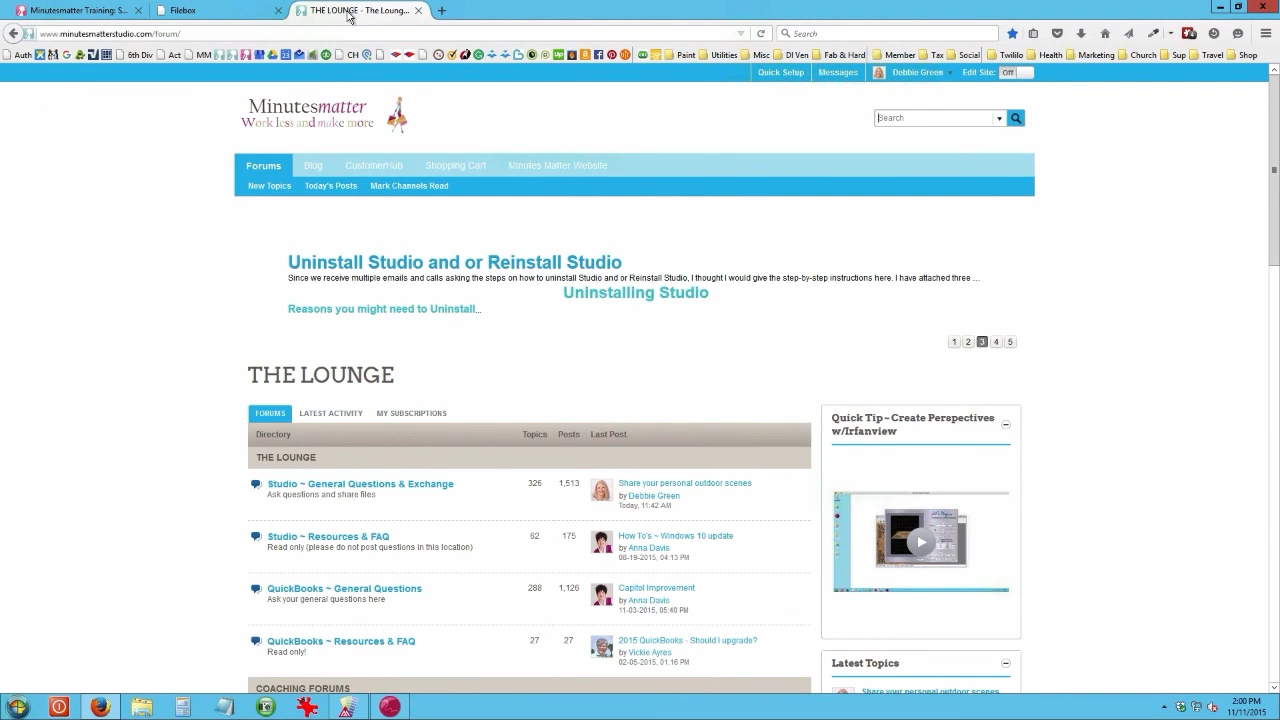 Minutesmatter Training: S...
Filebox
THE LOUNGE - The Loung...
www.minutesmatterstudio.com/forum/
Search
Auth
6th Div
Act
MM
CH
Paint
Utilities
Misc
DI Ven
Fab & Hard
Member
Tax
Social
Twilio
Health
Marketing
Church
Sup
Travel
Shop
Quick Setup
Messages
Debbie Green
Edit Site:
Off
Minutesmatter
Work less and make more
Search
Forums
Blog
CustomerHub
Shopping Cart
Minutes Matter Website
New Topics
Today's Posts
Mark Channels Read
Uninstall Studio and or Reinstall Studio
Since we receive multiple emails and calls asking the steps on how to uninstall Studio and or Reinstall Studio, I thought I would give the step-by-step instructions here. I have attached three ...
Uninstalling Studio
Reasons you might need to Uninstall...
1 2 3 4 5
THE LOUNGE
FORUMS
LATEST ACTIVITY
MY SUBSCRIPTIONS
Directory
Topics
Posts
Last Post
THE LOUNGE
Studio ~ General Questions & Exchange
Ask questions and share files
326
1,513
Share your personal outdoor scenes
by Debbie Green
Today, 11:42 AM
Studio ~ Resources & FAQ
Read only (please do not post questions in this location)
62
175
How To's ~ Windows 10 update
by Anna Davis
08-19-2015, 04:13 PM
QuickBooks ~ General Questions
Ask your general questions here
288
1,126
Capitol Improvement
by Anna Davis
11-03-2015, 05:40 PM
QuickBooks ~ Resources & FAQ
Read only!
27
27
2015 QuickBooks - Should I upgrade?
by Vickie Ayres
02-05-2015, 01:16 PM
COACHING FORUMS
Quick Tip ~ Create Perspectives
w/Irfanview
Latest Topics
Share your personal outdoor scenes
2:00 PM
11/11/2015